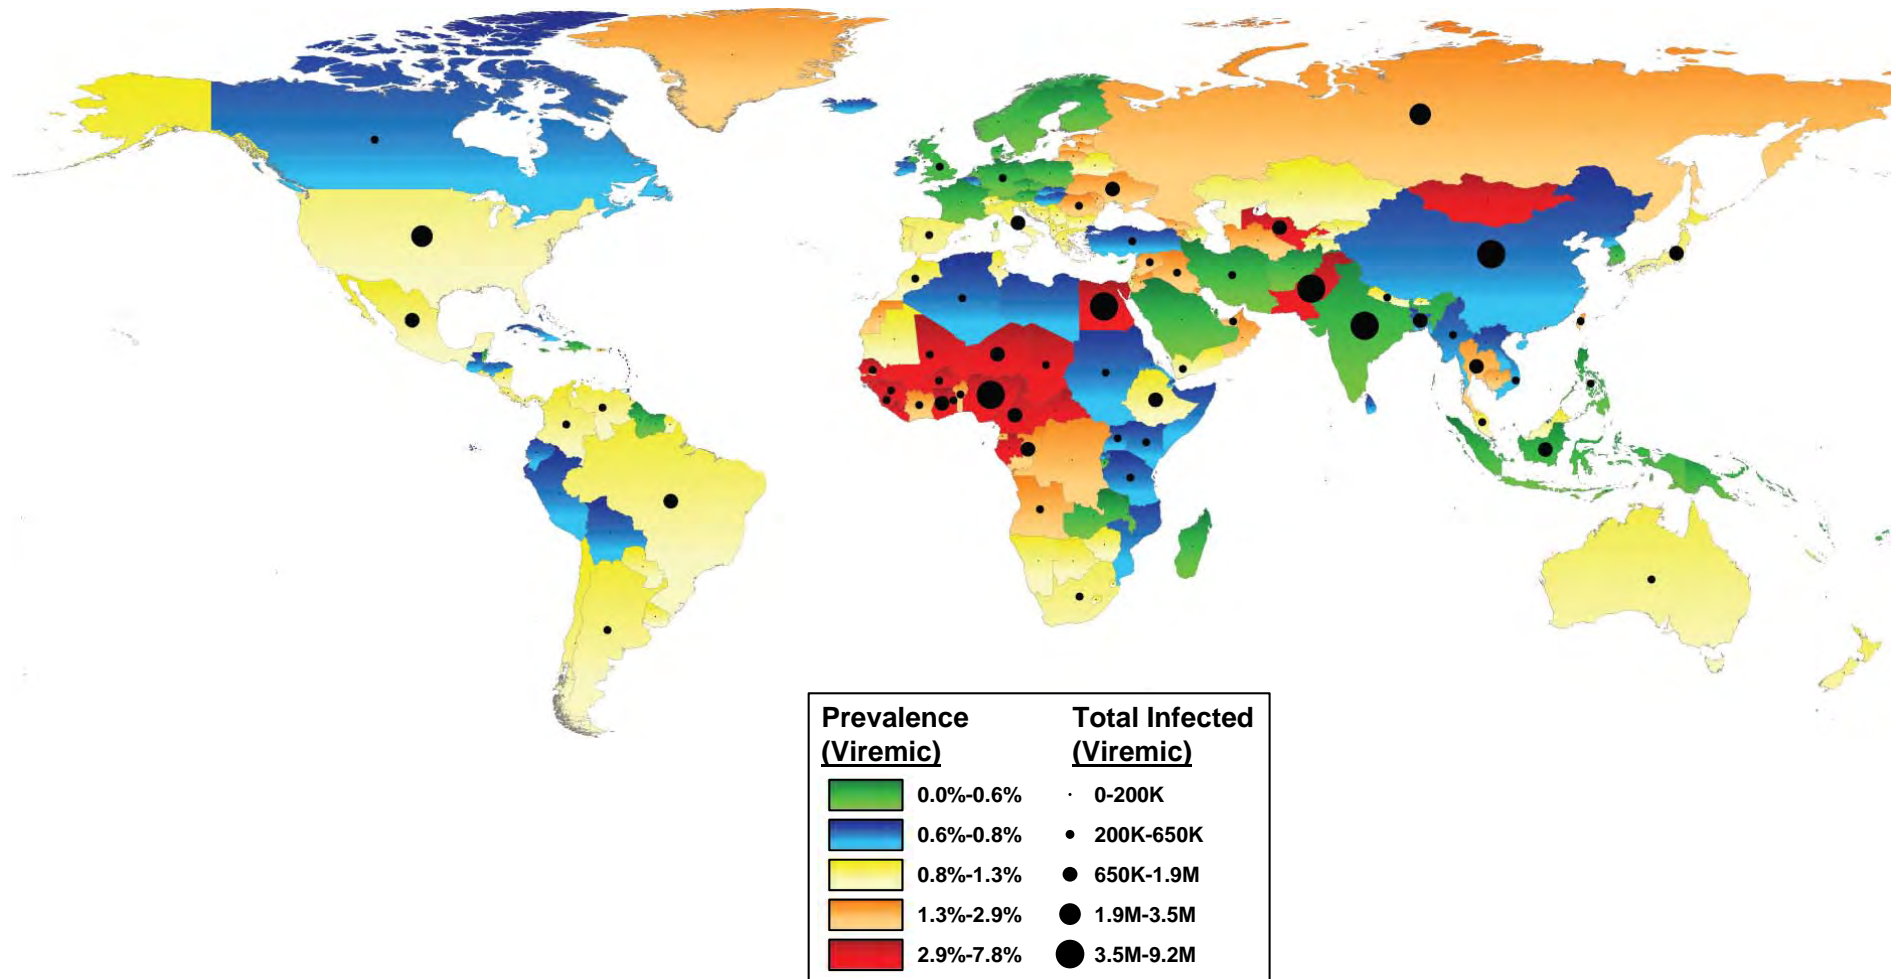 Prevalence
(Viremic)
0.0%-0.6%
0.6%-0.8%
0.8%-1.3%
1.3%-2.9%
2.9%-7.8%
Total Infected
(Viremic)
0-200K
200K-650K
650K-1.9M
1.9M-3.5M
3.5M-9.2M